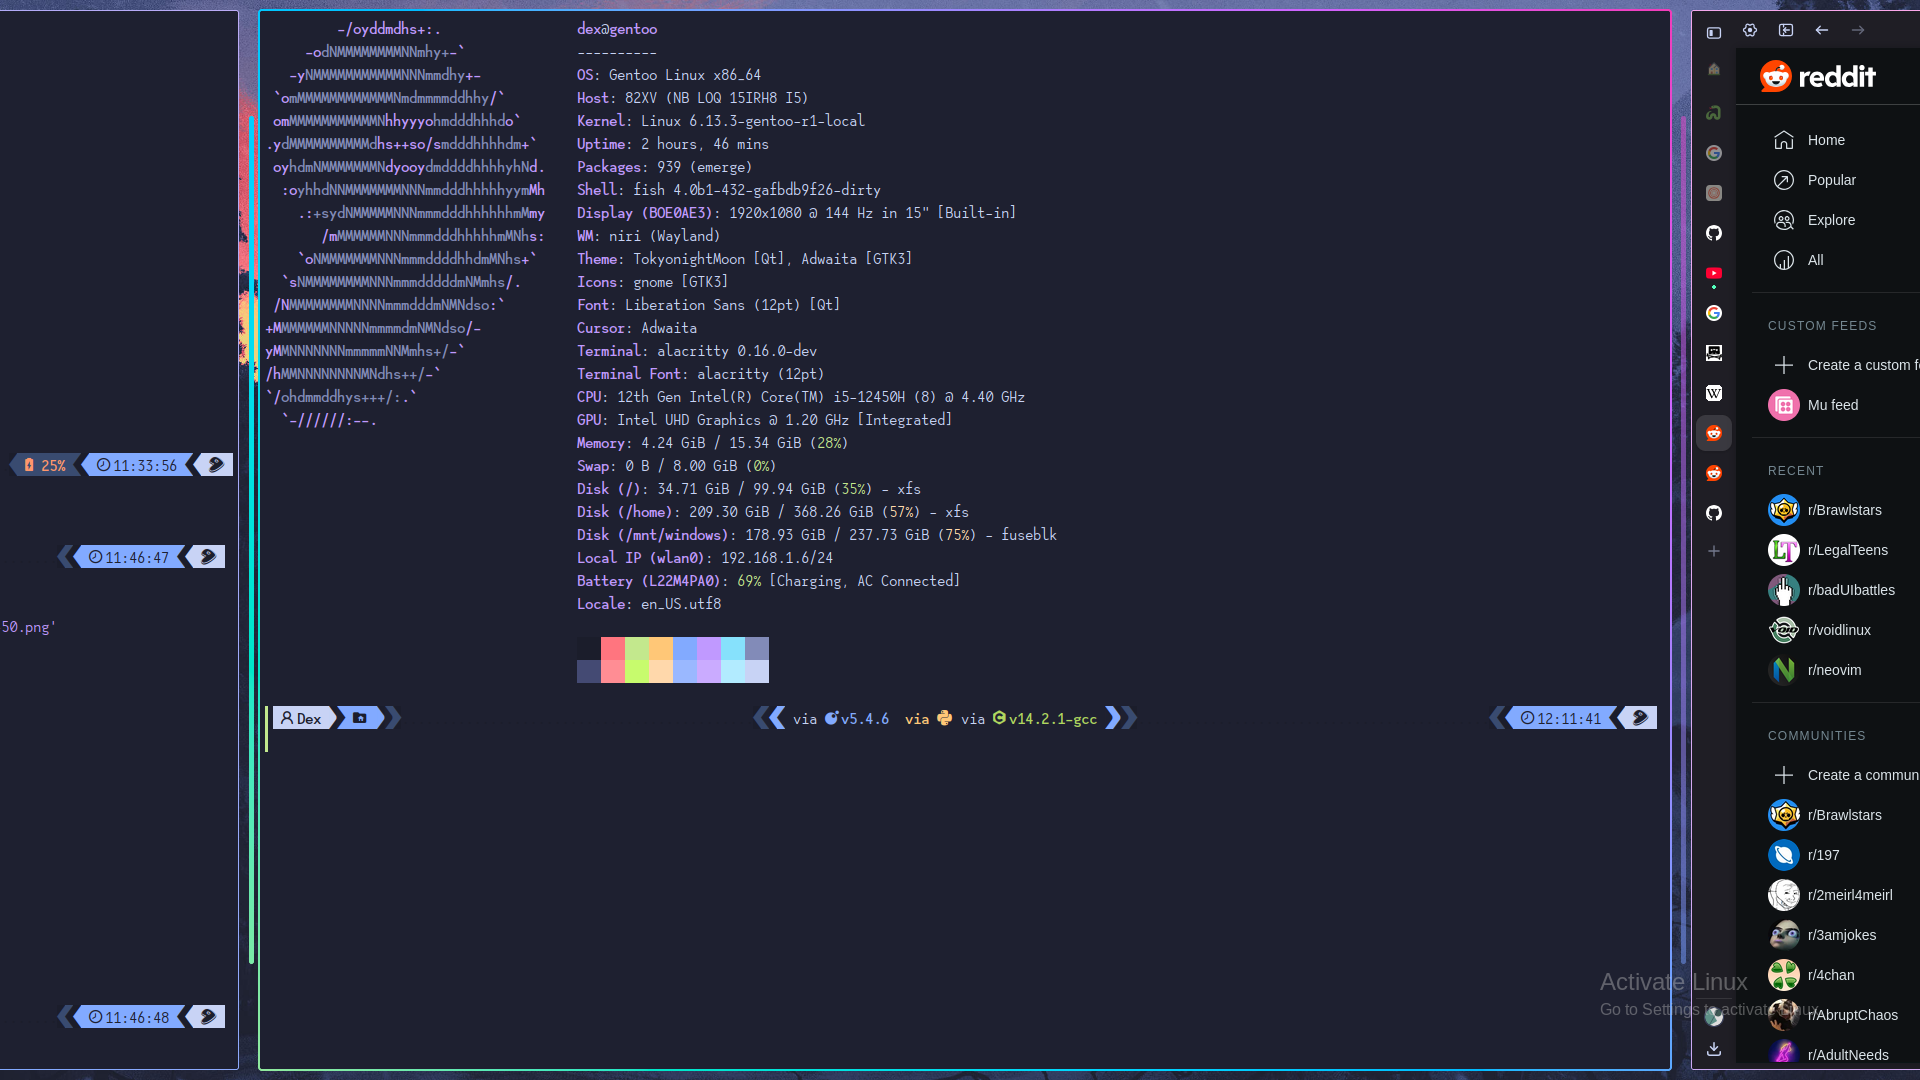 25% 11:33:56
11:46:47
50.png'
11:46:48
-/oyddmdhs+:.
-odNMMMMMMMMNNmhy+-`
-yNMMMMMMMMMMMNNNmmdhy+-
`omMMMMMMMMMMMMNmdmmmmddhhy/`
omMMMMMMMMMMMNhhyyyohmdddhhhdo`
.ydMMMMMMMMMMdhs++so/smdddhhhhdm+`
oyhdmNMMMMMMMNdyooydmddddhhhhyhNd.
:oyhhdNNMMMMMMMNNNmmdddhhhhhyymMh
.:+sydNMMMMMNNNmmmdddhhhhhhmMmy
/mMMMMMMNNNmmmdddhhhhhmMNhs:
`oNMMMMMMMNNNmmmddddhhdmMNhs+`
`sNMMMMMMMMNNNmmmdddddmNMmhs/.
/NMMMMMMMMNNNNmmmdddmNMNdso:`
+MMMMMMMNNNNNmmmmdmNMNdso/-
yMMNNNNNNNmmmmmNNMmhs+/-`
/hMMNNNNNNNNMNdhs++/-`
`/ohdmmddhys+++/:.`
`-//////:--.
dex@gentoo
----------
OS: Gentoo Linux x86_64
Host: 82XV (NB LOQ 15IRH8 I5)
Kernel: Linux 6.13.3-gentoo-r1-local
Uptime: 2 hours, 46 mins
Packages: 939 (emerge)
Shell: fish 4.0b1-432-gafbdb9f26-dirty
Display (BOE0AE3): 1920x1080 @ 144 Hz in 15" [Built-in]
WM: niri (Wayland)
Theme: TokyonightMoon [Qt], Adwaita [GTK3]
Icons: gnome [GTK3]
Font: Liberation Sans (12pt) [Qt]
Cursor: Adwaita
Terminal: alacritty 0.16.0-dev
Terminal Font: alacritty (12pt)
CPU: 12th Gen Intel(R) Core(TM) i5-12450H (8) @ 4.40 GHz
GPU: Intel UHD Graphics @ 1.20 GHz [Integrated]
Memory: 4.24 GiB / 15.34 GiB (28%)
Swap: 0 B / 8.00 GiB (0%)
Disk (/): 34.71 GiB / 99.94 GiB (35%) - xfs
Disk (/home): 209.30 GiB / 368.26 GiB (57%) - xfs
Disk (/mnt/windows): 178.93 GiB / 237.73 GiB (75%) - fuseblk
Local IP (wlan0): 192.168.1.6/24
Battery (L22M4PA0): 69% [Charging, AC Connected]
Locale: en_US.utf8
Dex via v5.4.6 via via v14.2.1-gcc 12:11:41
reddit
Home
Popular
Explore
All
CUSTOM FEEDS
Create a custom f
Mu feed
RECENT
r/Brawlstars
r/LegalTeens
r/badUIbattles
r/voidlinux
r/neovim
COMMUNITIES
Create a commun
r/Brawlstars
r/197
r/2meirl4meirl
r/3amjokes
r/4chan
r/AbruptChaos
r/AdultNeeds
Activate Linux
Go to Settings to activate Linux.